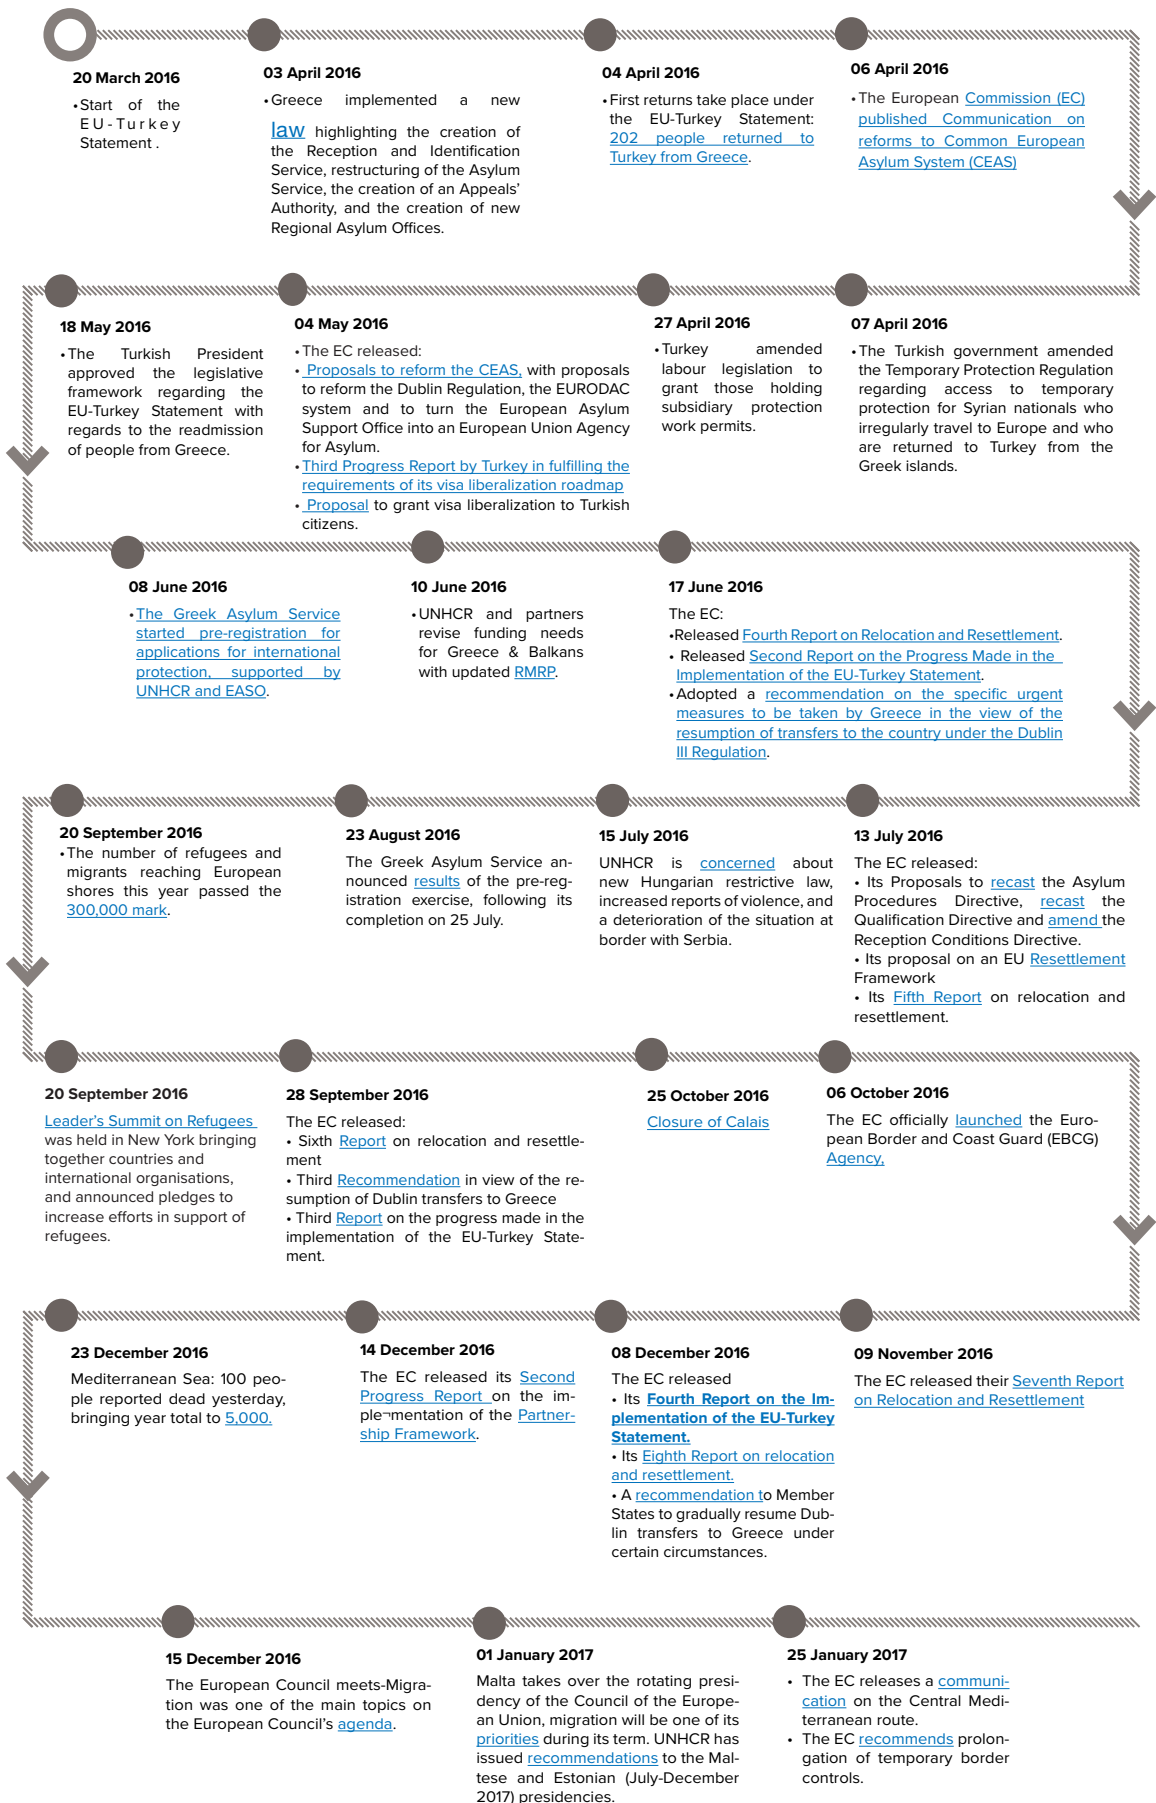 20 March 2016
•Start of the
EU-Turkey
Statement .
03 April 2016
•Greece implemented a new
law highlighting the creation of
the Reception and Identification
Service, restructuring of the Asylum
Service, the creation of an Appeals’
Authority, and the creation of new
Regional Asylum Offices.
04 April 2016
•First returns take place under
the EU-Turkey Statement:
202 people returned to
Turkey from Greece.
06 April 2016
•The European Commission (EC)
published Communication on
reforms to Common European
Asylum System (CEAS)
18 May 2016
•The Turkish President
approved the legislative
framework regarding the
EU-Turkey Statement with
regards to the readmission
of people from Greece.
04 May 2016
•The EC released:
• Proposals to reform the CEAS, with proposals
to reform the Dublin Regulation, the EURODAC
system and to turn the European Asylum
Support Office into an European Union Agency
for Asylum.
•Third Progress Report by Turkey in fulfilling the
requirements of its visa liberalization roadmap
• Proposal to grant visa liberalization to Turkish
citizens.
27 April 2016
•Turkey amended
labour legislation to
grant those holding
subsidiary protection
work permits.
07 April 2016
•The Turkish government amended
the Temporary Protection Regulation
regarding access to temporary
protection for Syrian nationals who
irregularly travel to Europe and who
are returned to Turkey from the
Greek islands.
08 June 2016
•The Greek Asylum Service
started pre-registration for
applications for international
protection, supported by
UNHCR and EASO.
10 June 2016
•UNHCR and partners
revise funding needs
for Greece & Balkans
with updated RMRP.
17 June 2016
The EC:
•Released Fourth Report on Relocation and Resettlement.
• Released Second Report on the Progress Made in the
Implementation of the EU-Turkey Statement.
•Adopted a recommendation on the specific urgent
measures to be taken by Greece in the view of the
resumption of transfers to the country under the Dublin
III Regulation.
20 September 2016
•The number of refugees and
migrants reaching European
shores this year passed the
300,000 mark.
23 August 2016
The Greek Asylum Service an-
nounced results of the pre-reg-
istration exercise, following its
completion on 25 July.
15 July 2016
UNHCR is concerned about
new Hungarian restrictive law,
increased reports of violence, and
a deterioration of the situation at
border with Serbia.
13 July 2016
The EC released:
• Its Proposals to recast the Asylum
Procedures Directive, recast the
Qualification Directive and amend the
Reception Conditions Directive.
• Its proposal on an EU Resettlement
Framework
• Its Fifth Report on relocation and
resettlement.
20 September 2016
Leader’s Summit on Refugees
was held in New York bringing
together countries and
international organisations,
and announced pledges to
increase efforts in support of
refugees.
28 September 2016
The EC released:
• Sixth Report on relocation and resettle-
ment
• Third Recommendation in view of the re-
sumption of Dublin transfers to Greece
• Third Report on the progress made in the
implementation of the EU-Turkey State-
ment.
25 October 2016
Closure of Calais
06 October 2016
The EC officially launched the Euro-
pean Border and Coast Guard (EBCG)
Agency,
23 December 2016
Mediterranean Sea: 100 peo-
ple reported dead yesterday,
bringing year total to 5,000.
14 December 2016
The EC released its Second
Progress Report on the im-
ple¬mentation of the Partner-
ship Framework.
08 December 2016
The EC released
• Its Fourth Report on the Im-
plementation of the EU-Turkey
Statement.
• Its Eighth Report on relocation
and resettlement.
• A recommendation to Member
States to gradually resume Dub-
lin transfers to Greece under
certain circumstances.
09 November 2016
The EC released their Seventh Report
on Relocation and Resettlement
15 December 2016
The European Council meets-Migra-
tion was one of the main topics on
the European Council’s agenda.
01 January 2017
Malta takes over the rotating presi-
dency of the Council of the Europe-
an Union, migration will be one of its
priorities during its term. UNHCR has
issued recommendations to the Mal-
tese and Estonian (July-December
2017) presidencies.
25 January 2017
• The EC releases a communi-
cation on the Central Medi-
terranean route.
• The EC recommends prolon-
gation of temporary border
controls.